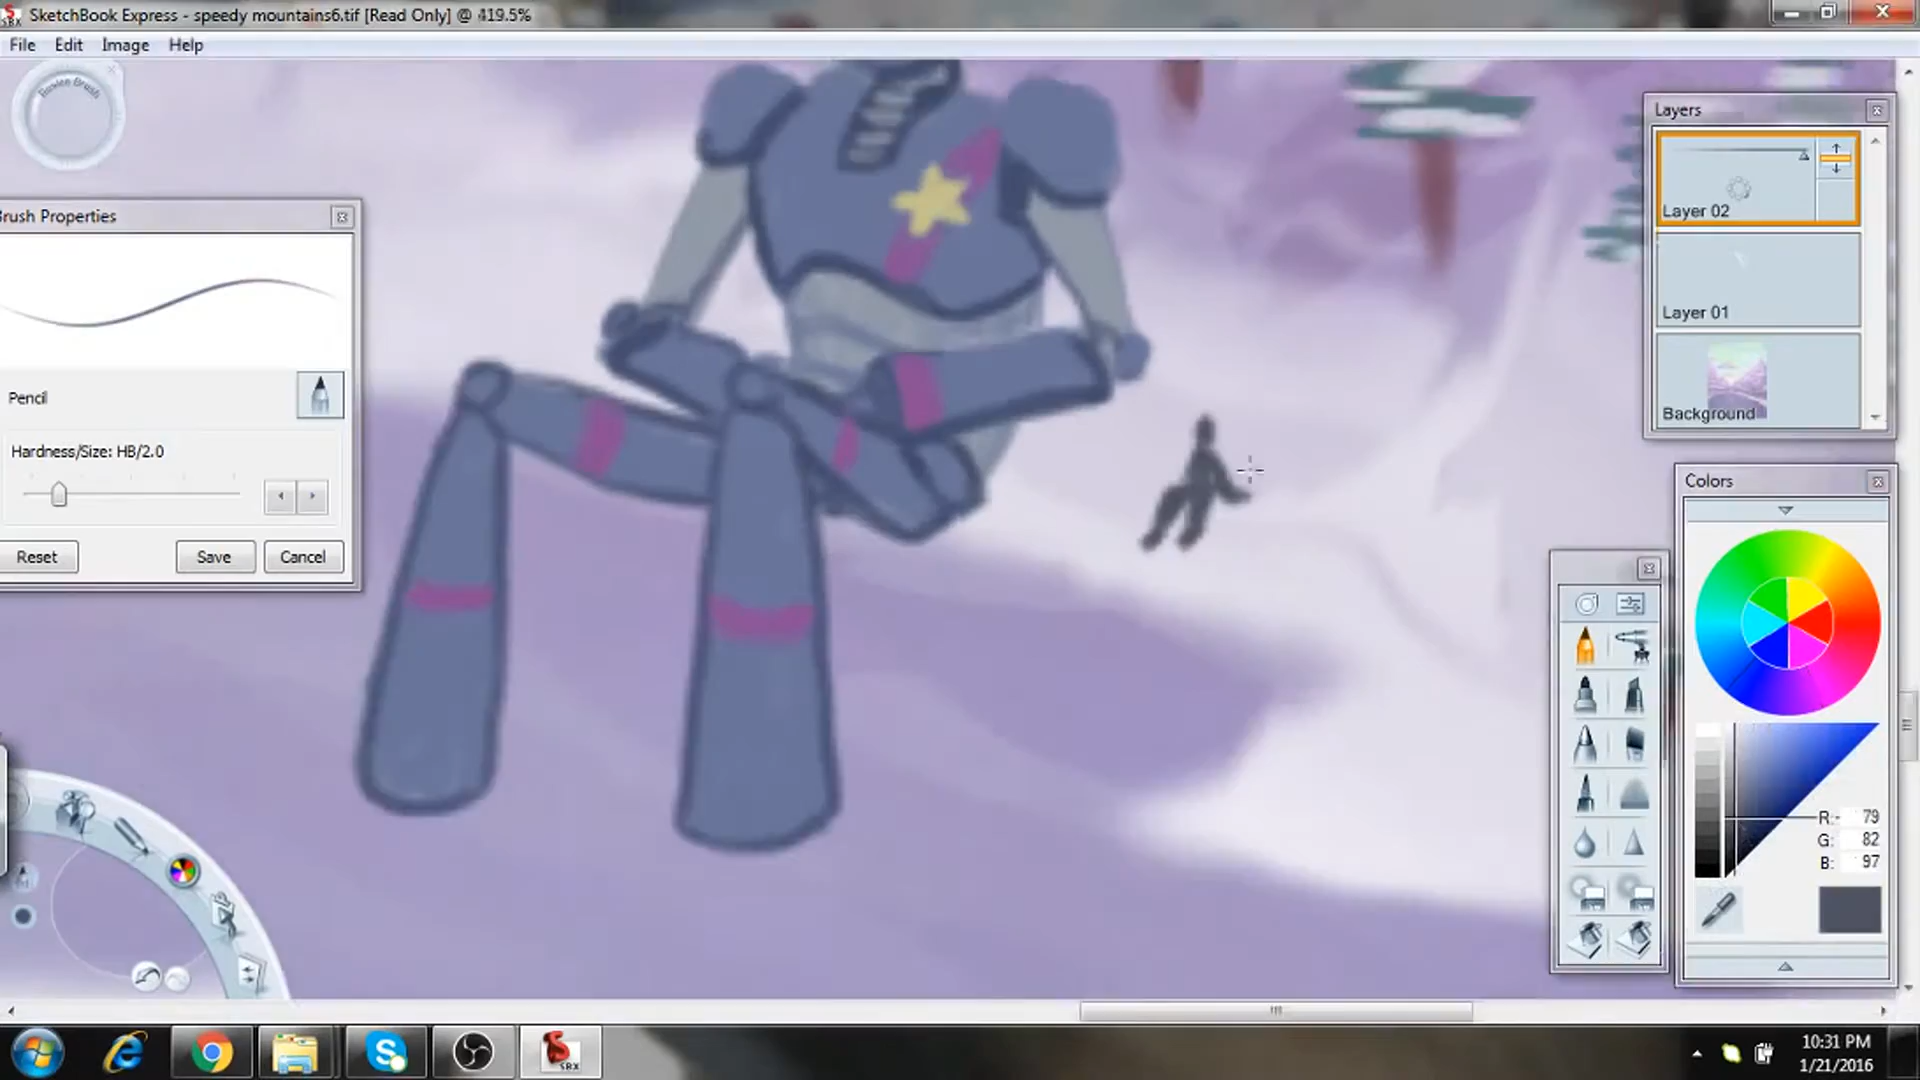 SketchBook Express - speedy mountains6.tif [Read Only] @ 419.5%
File Edit Image Help
Brush
Layers
Layer 02
Layer 01
Background
Brush Properties
Pencil
Hardness/Size: HB/2.0
Reset Save Cancel
Colors
R: 79
G: 82
B: 97
SBX
10:31 PM
1/21/2016